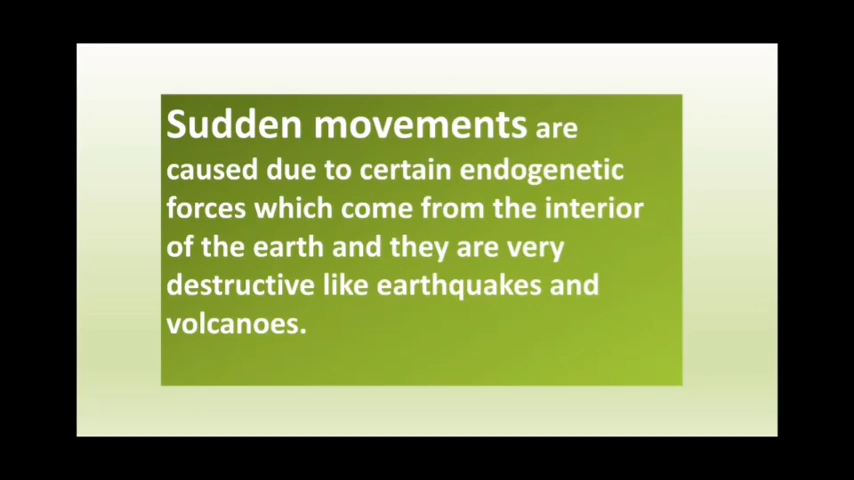 Sudden movements are
caused due to certain endogenetic
forces which come from the interior
of the earth and they are very
destructive like earthquakes and
volcanoes.